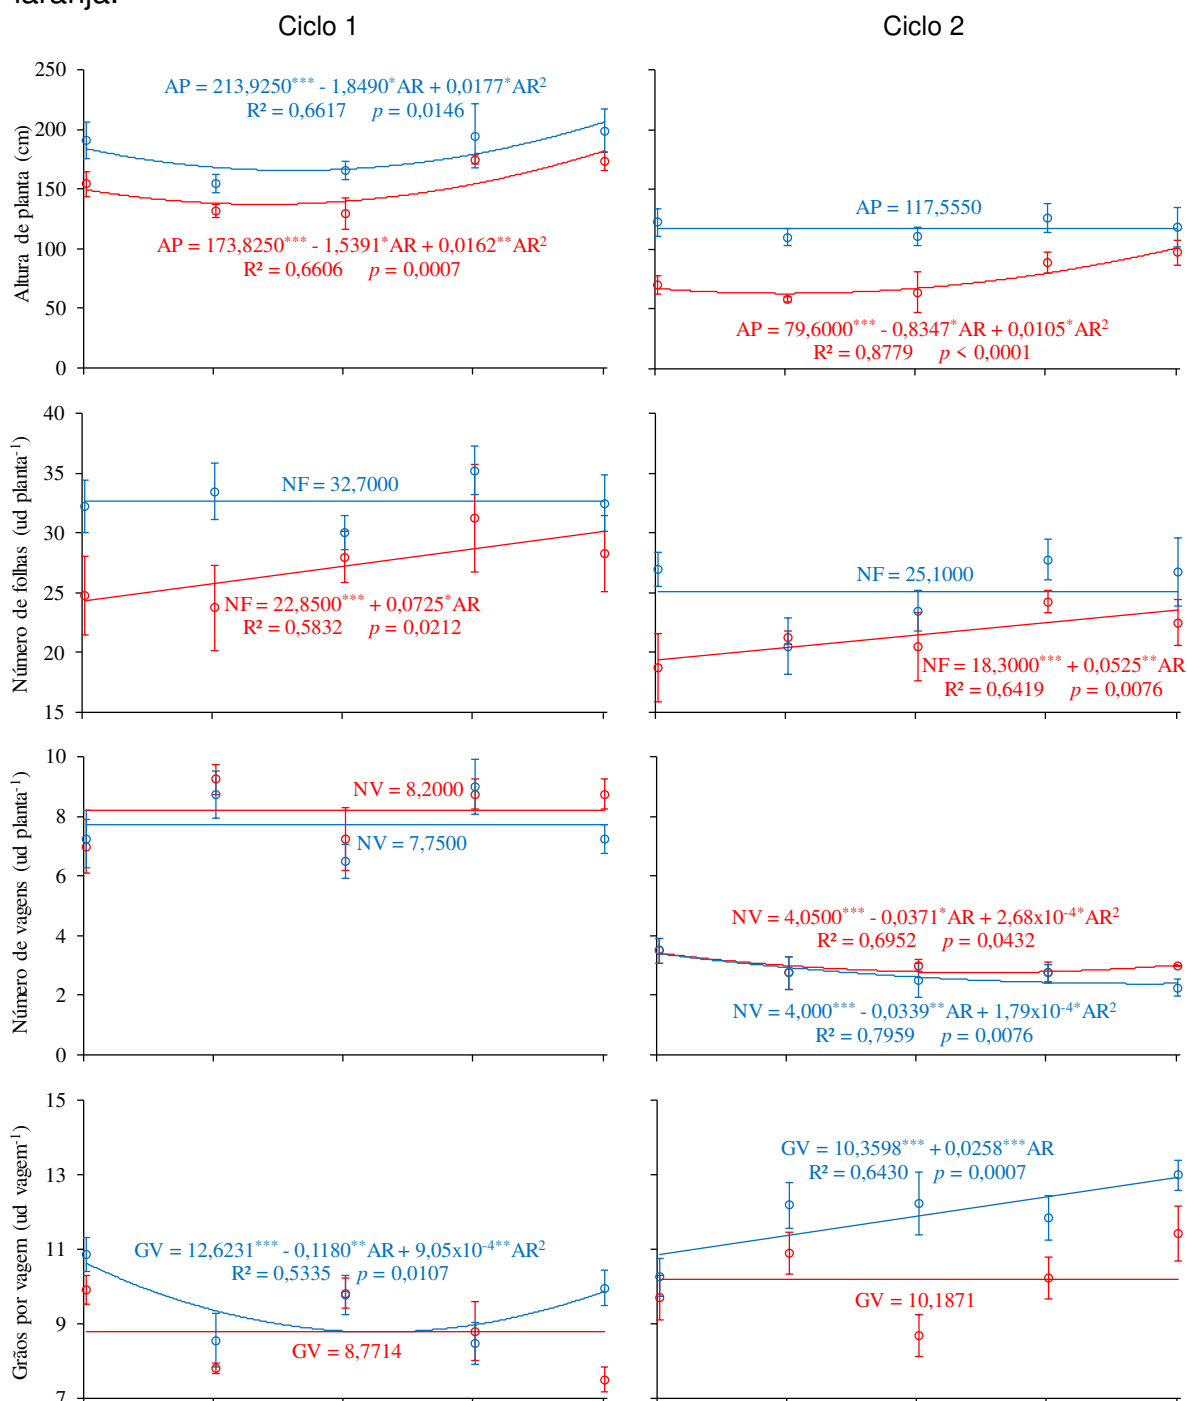 laranja.
Ciclo 1
Ciclo 2
Altura de planta (cm)
250
200
150
100
50
0
AP = 213,9250*** - 1,8490*AR + 0,0177*AR²
R² = 0,6617 p = 0,0146
AP = 173,8250*** - 1,5391*AR + 0,0162**AR²
R² = 0,6606 p = 0,0007
AP = 117,5550
AP = 79,6000*** - 0,8347*AR + 0,0105*AR²
R² = 0,8779 p < 0,0001
Número de folhas (ud planta⁻¹)
40
35
30
25
20
15
NF = 32,7000
NF = 22,8500*** + 0,0725*AR
R² = 0,5832 p = 0,0212
NF = 25,1000
NF = 18,3000*** + 0,0525**AR
R² = 0,6419 p = 0,0076
Número de vagens (ud planta⁻¹)
10
8
6
4
2
0
NV = 8,2000
NV = 7,7500
NV = 4,0500*** - 0,0371*AR + 2,68x10⁻⁴*AR²
R² = 0,6952 p = 0,0432
NV = 4,000*** - 0,0339**AR + 1,79x10⁻⁴*AR²
R² = 0,7959 p = 0,0076
Grãos por vagem (ud vagem⁻¹)
15
13
11
9
7
GV = 12,6231*** - 0,1180**AR + 9,05x10⁻⁴**AR²
R² = 0,5335 p = 0,0107
GV = 8,7714
GV = 10,3598*** + 0,0258***AR
R² = 0,6430 p = 0,0007
GV = 10,1871